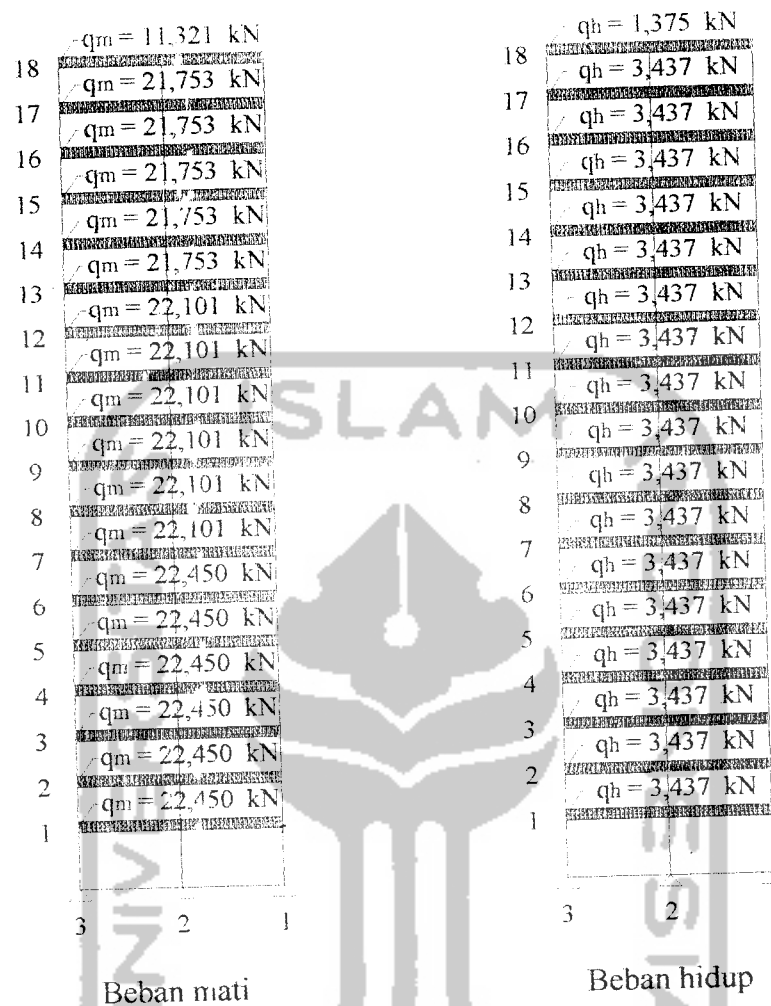 qm = 11,321 kN
18
qm = 21,753 kN
17
qm = 21,753 kN
16
qm = 21,753 kN
15
qm = 21,753 kN
14
qm = 21,753 kN
13
qm = 22,101 kN
12
qm = 22,101 kN
11
qm = 22,101 kN
10
qm = 22,101 kN
9
qm = 22,101 kN
8
qm = 22,101 kN
7
qm = 22,450 kN
6
qm = 22,450 kN
5
qm = 22,450 kN
4
qm = 22,450 kN
3
qm = 22,450 kN
2
qm = 22,450 kN
1
3 2 1
Beban mati
qh = 1,375 kN
18
qh = 3,437 kN
17
qh = 3,437 kN
16
qh = 3,437 kN
15
qh = 3,437 kN
14
qh = 3,437 kN
13
qh = 3,437 kN
12
qh = 3,437 kN
11
qh = 3,437 kN
10
qh = 3,437 kN
9
qh = 3,437 kN
8
qh = 3,437 kN
7
qh = 3,437 kN
6
qh = 3,437 kN
5
qh = 3,437 kN
4
qh = 3,437 kN
3
qh = 3,437 kN
2
qh = 3,437 kN
1
3 2
Beban hidup
ISLAM